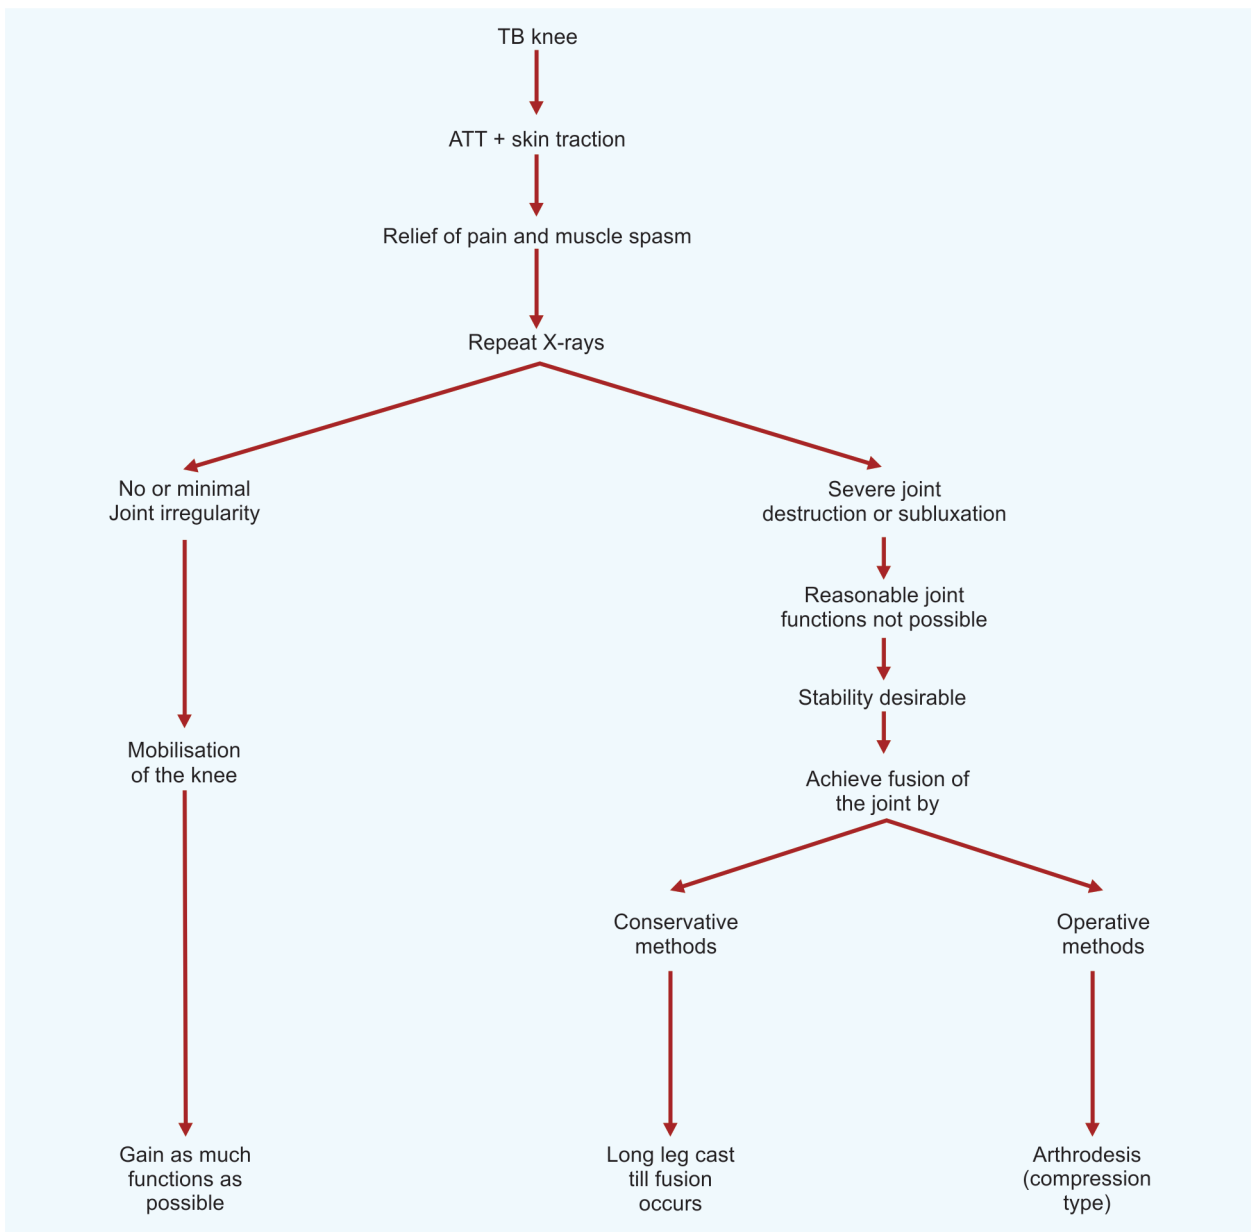 TB knee
ATT + skin traction
Relief of pain and muscle spasm
Repeat X-rays
No or minimal
Joint irregularity
Mobilisation
of the knee
Gain as much
functions as
possible
Severe joint
destruction or subluxation
Reasonable joint
functions not possible
Stability desirable
Achieve fusion of
the joint by
Conservative
methods
Long leg cast
till fusion
occurs
Operative
methods
Arthrodesis
(compression
type)